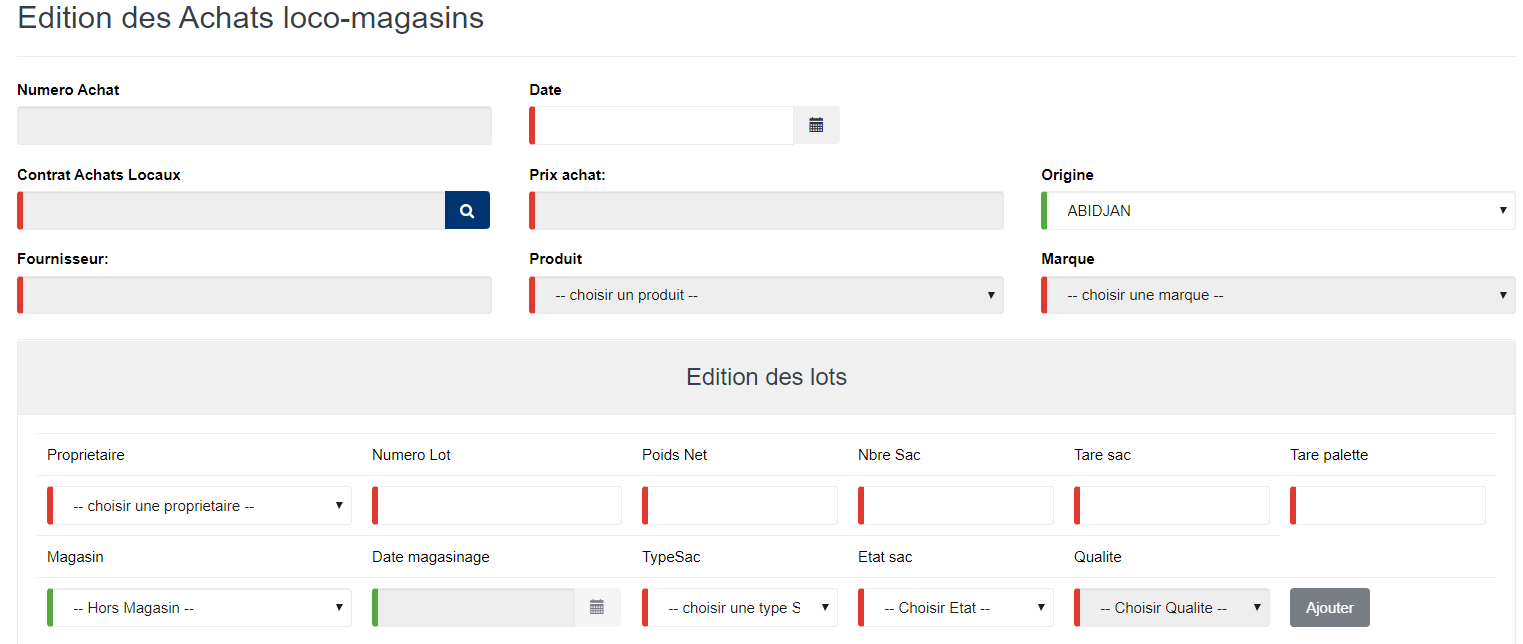 Edition des Achats loco-magasins
Numero Achat Date
Contrat Achats Locaux Prix achat: Origine
ABIDJAN
Fournisseur: Produit Marque
-- choisir un produit -- -- choisir une marque --
Edition des lots
Proprietaire Numero Lot Poids Net Nbre Sac Tare sac Tare palette
-- choisir une proprietaire --
Magasin Date magasinage TypeSac Etat sac Qualite
-- Hors Magasin -- -- choisir une type S -- Choisir Etat -- -- Choisir Qualite -- Ajouter